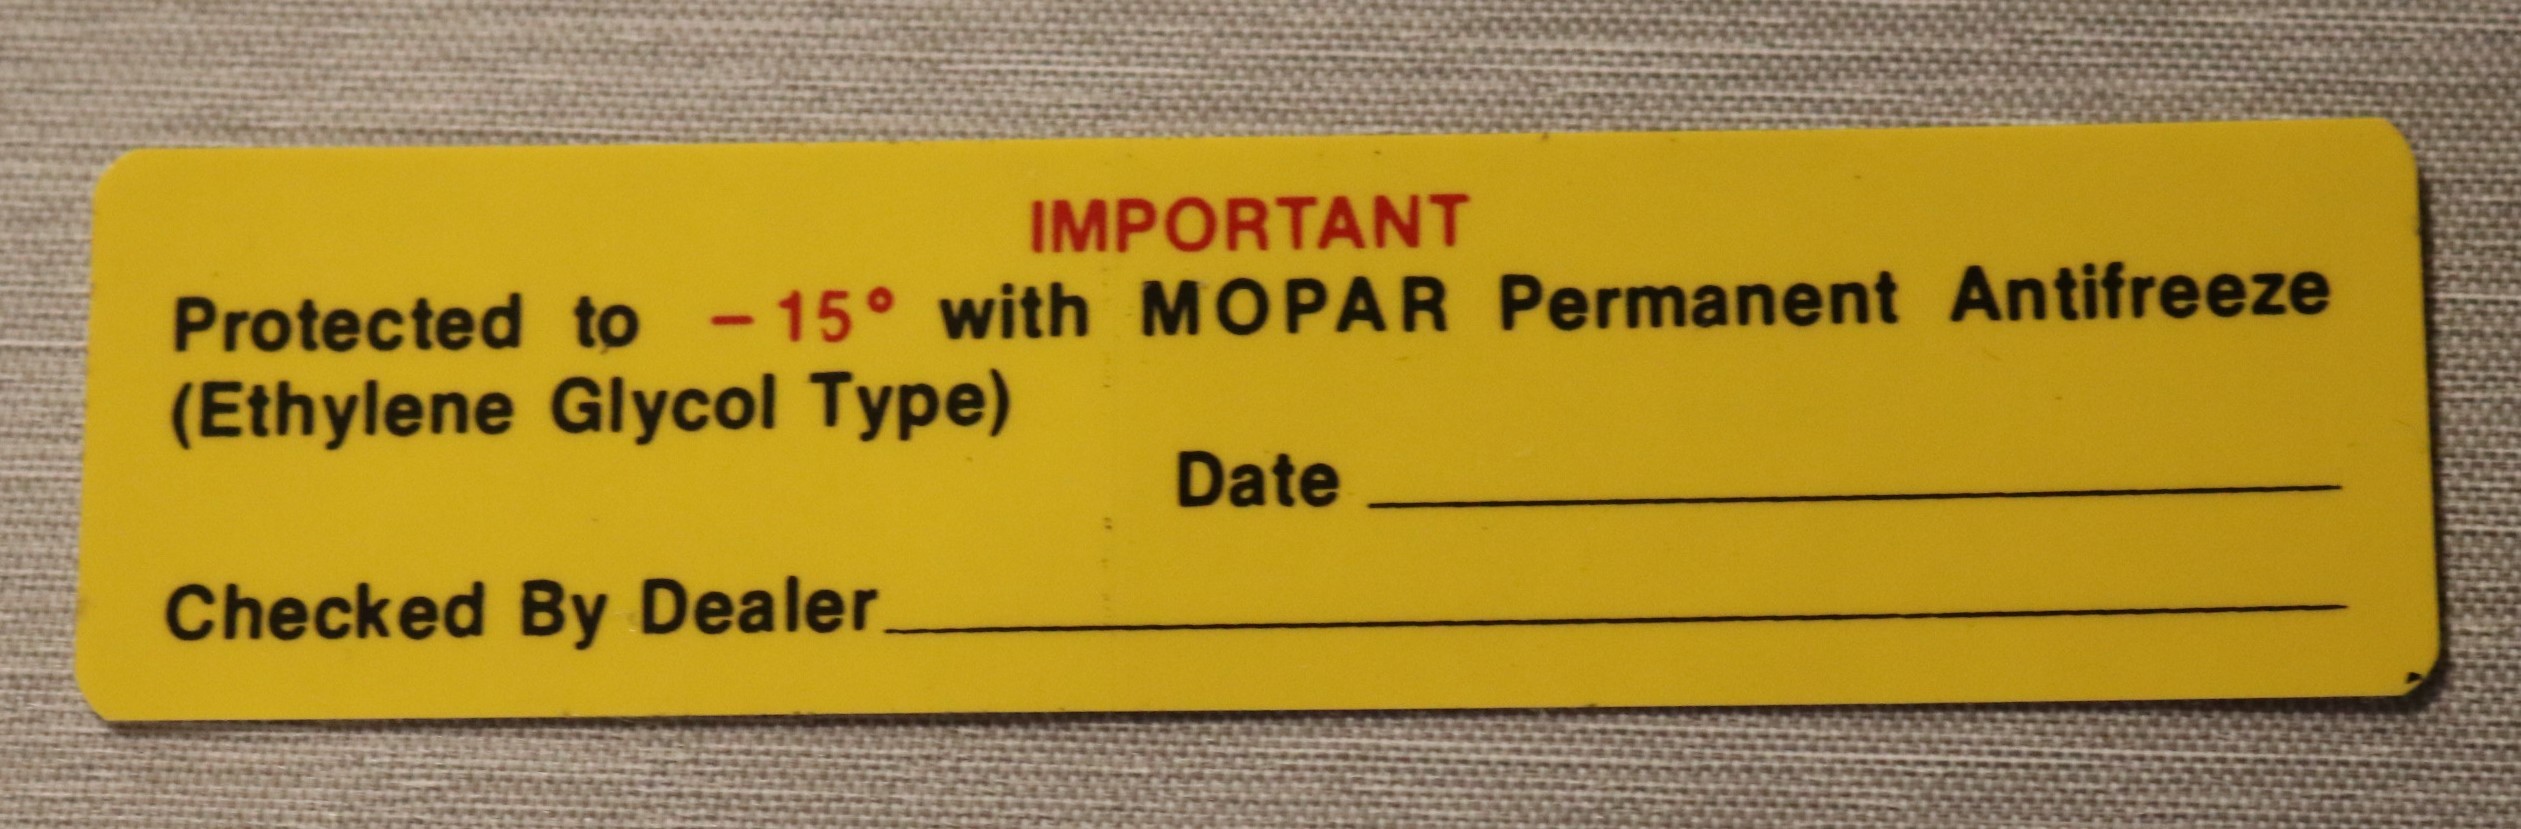 IMPORTANT
Protected to -15° with MOPAR Permanent Antifreeze
(Ethylene Glycol Type)
Date
Checked By Dealer